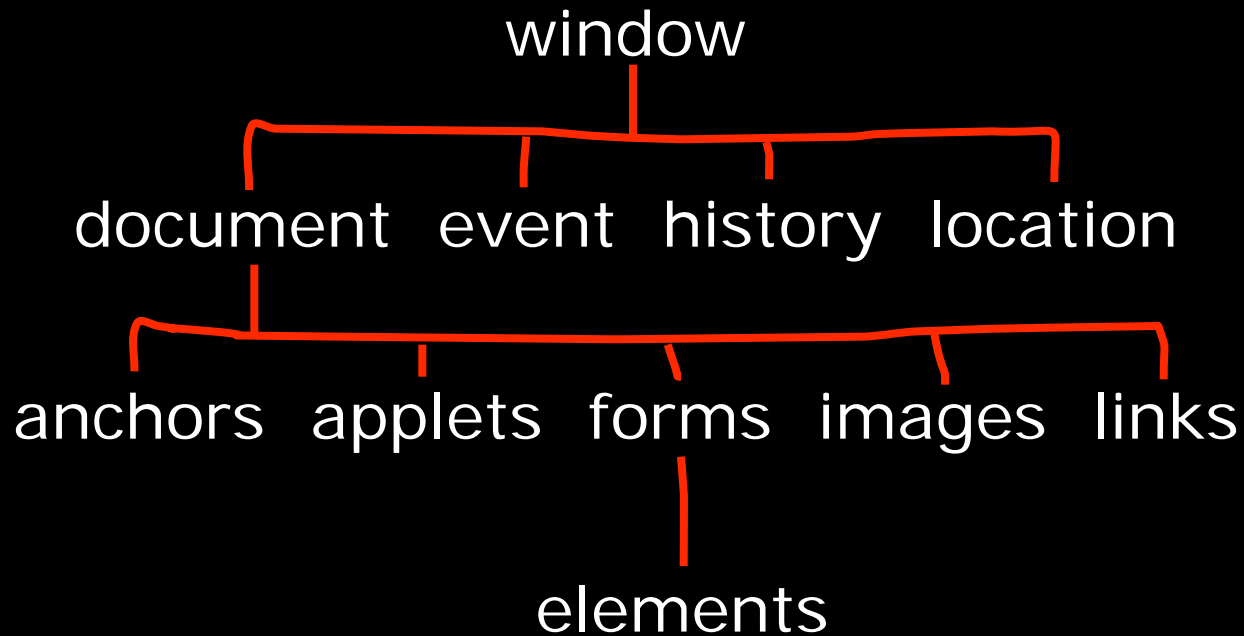 window
document event history location
anchors applets forms images links
elements